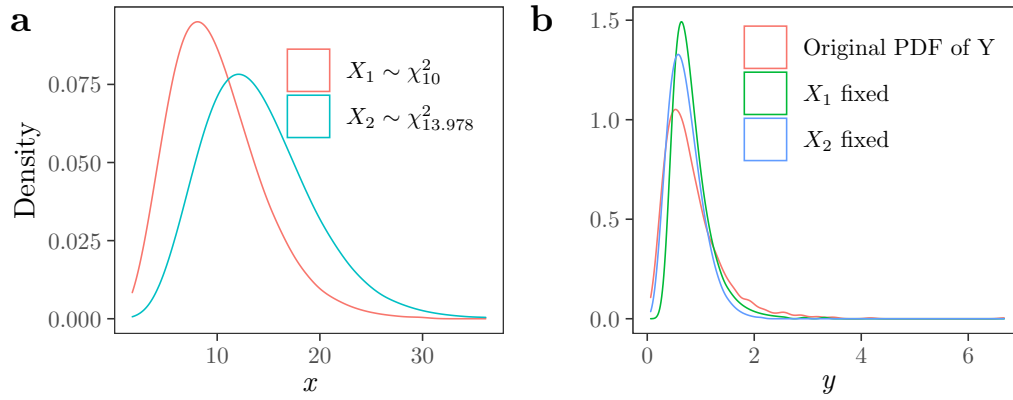 a
X₁ ~ χ²₁₀
X₂ ~ χ²₁₃.₉₇₈
Density
0.075
0.050
0.025
0.000
10
20
30
x
b
Original PDF of Y
X₁ fixed
X₂ fixed
1.5
1.0
0.5
0.0
0
2
4
6
y